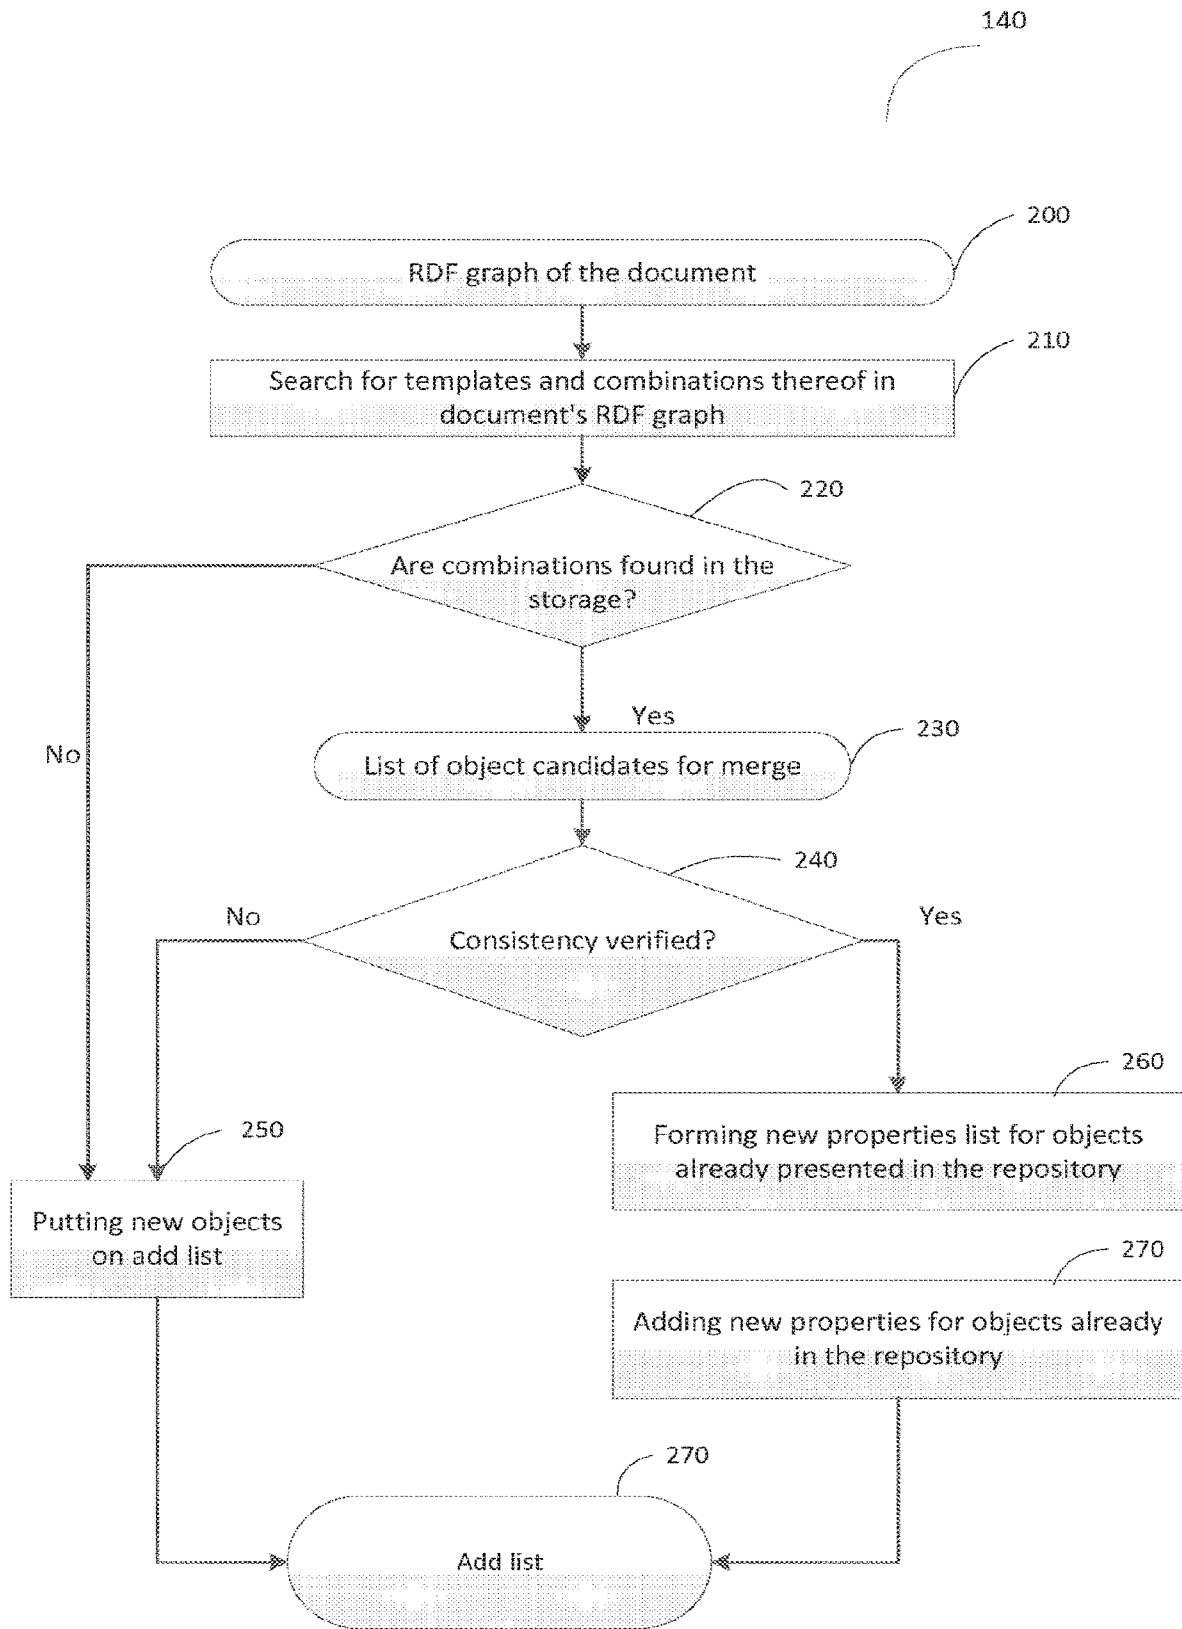 140
200
RDF graph of the document
210
Search for templates and combinations thereof in
document's RDF graph
220
Are combinations found in the
storage?
Yes
No
230
List of object candidates for merge
240
No
Yes
Consistency verified?
260
Forming new properties list for objects
already presented in the repository
250
Putting new objects
on add list
270
Adding new properties for objects already
in the repository
270
Add list